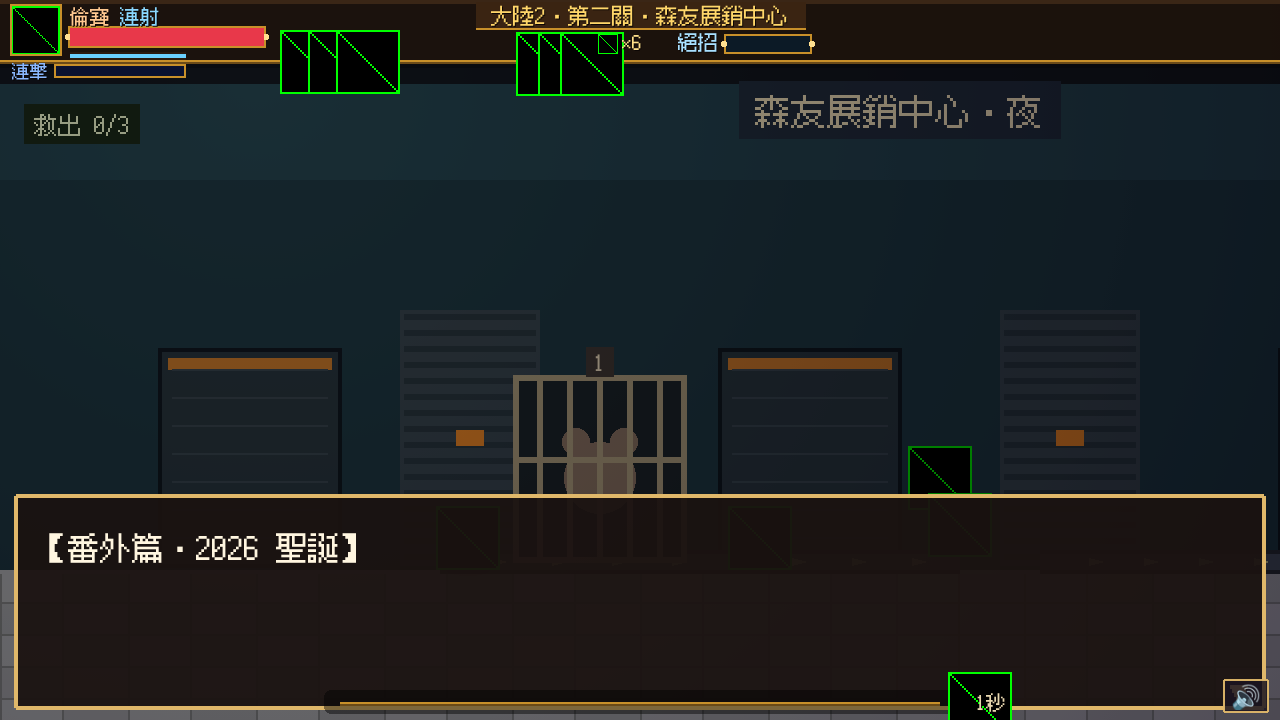 倫寶 連射
大陸2・第二關・森友展銷中心
×6
絕招
連擊
救出 0/3
森友展銷中心・夜
1
【番外篇・2026 聖誕】
1秒